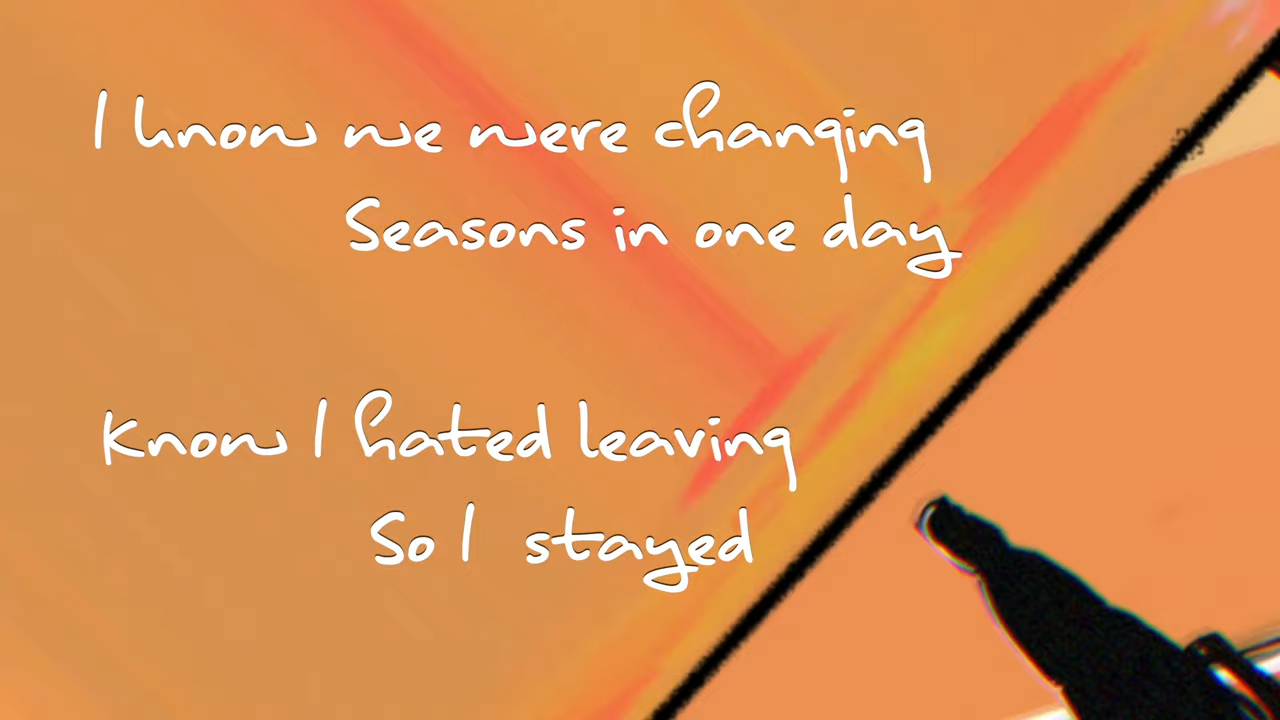 I know we were changing
Seasons in one day
Know I hated leaving
So I stayed